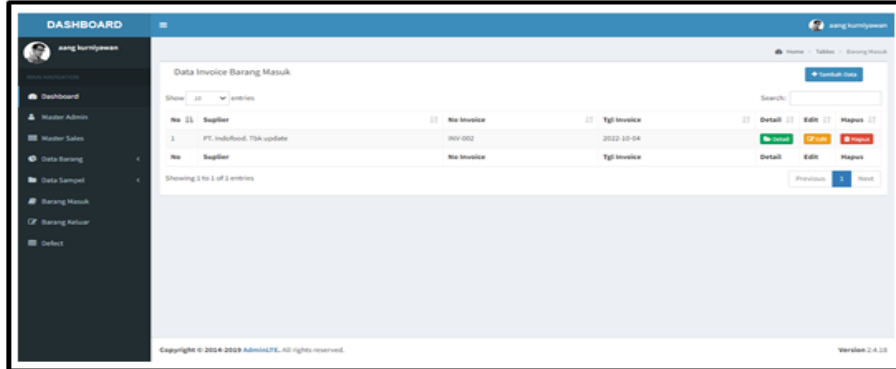 DASHBOARD
aang kurniyawan
aang kurniyawan
Home > Tables > Barang Masuk
MAIN NAVIGATION
Dashboard
Master Admin
Master Sales
Data Barang
Data Sampel
Barang Masuk
Barang Keluar
Defect
Data Invoice Barang Masuk
+ Tambah Data
Show 10 entries
Search:
No Suplier No Invoice Tgl Invoice Detail Edit Hapus
1 PT. Indofood. Tbk update INV-002 2022-10-04 Detail Edit Hapus
No Suplier No Invoice Tgl Invoice Detail Edit Hapus
Showing 1 to 1 of 1 entries
Previous 1 Next
Copyright © 2014-2019 AdminLTE. All rights reserved.
Version 2.4.18